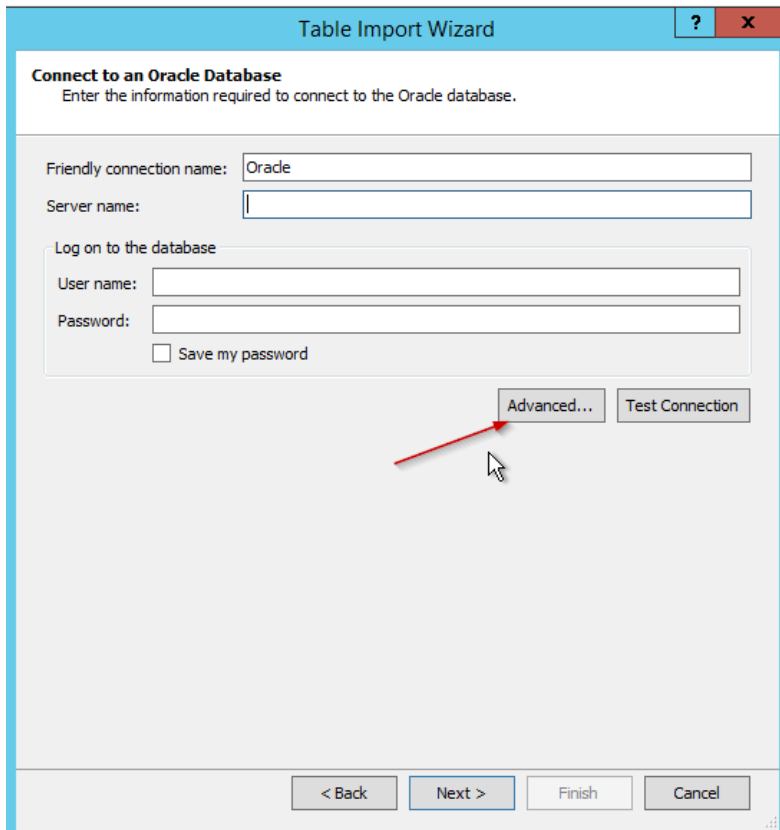 Table Import Wizard
? x
Connect to an Oracle Database
Enter the information required to connect to the Oracle database.
Friendly connection name: Oracle
Server name:
Log on to the database
User name:
Password:
Save my password
Advanced... Test Connection
< Back Next > Finish Cancel